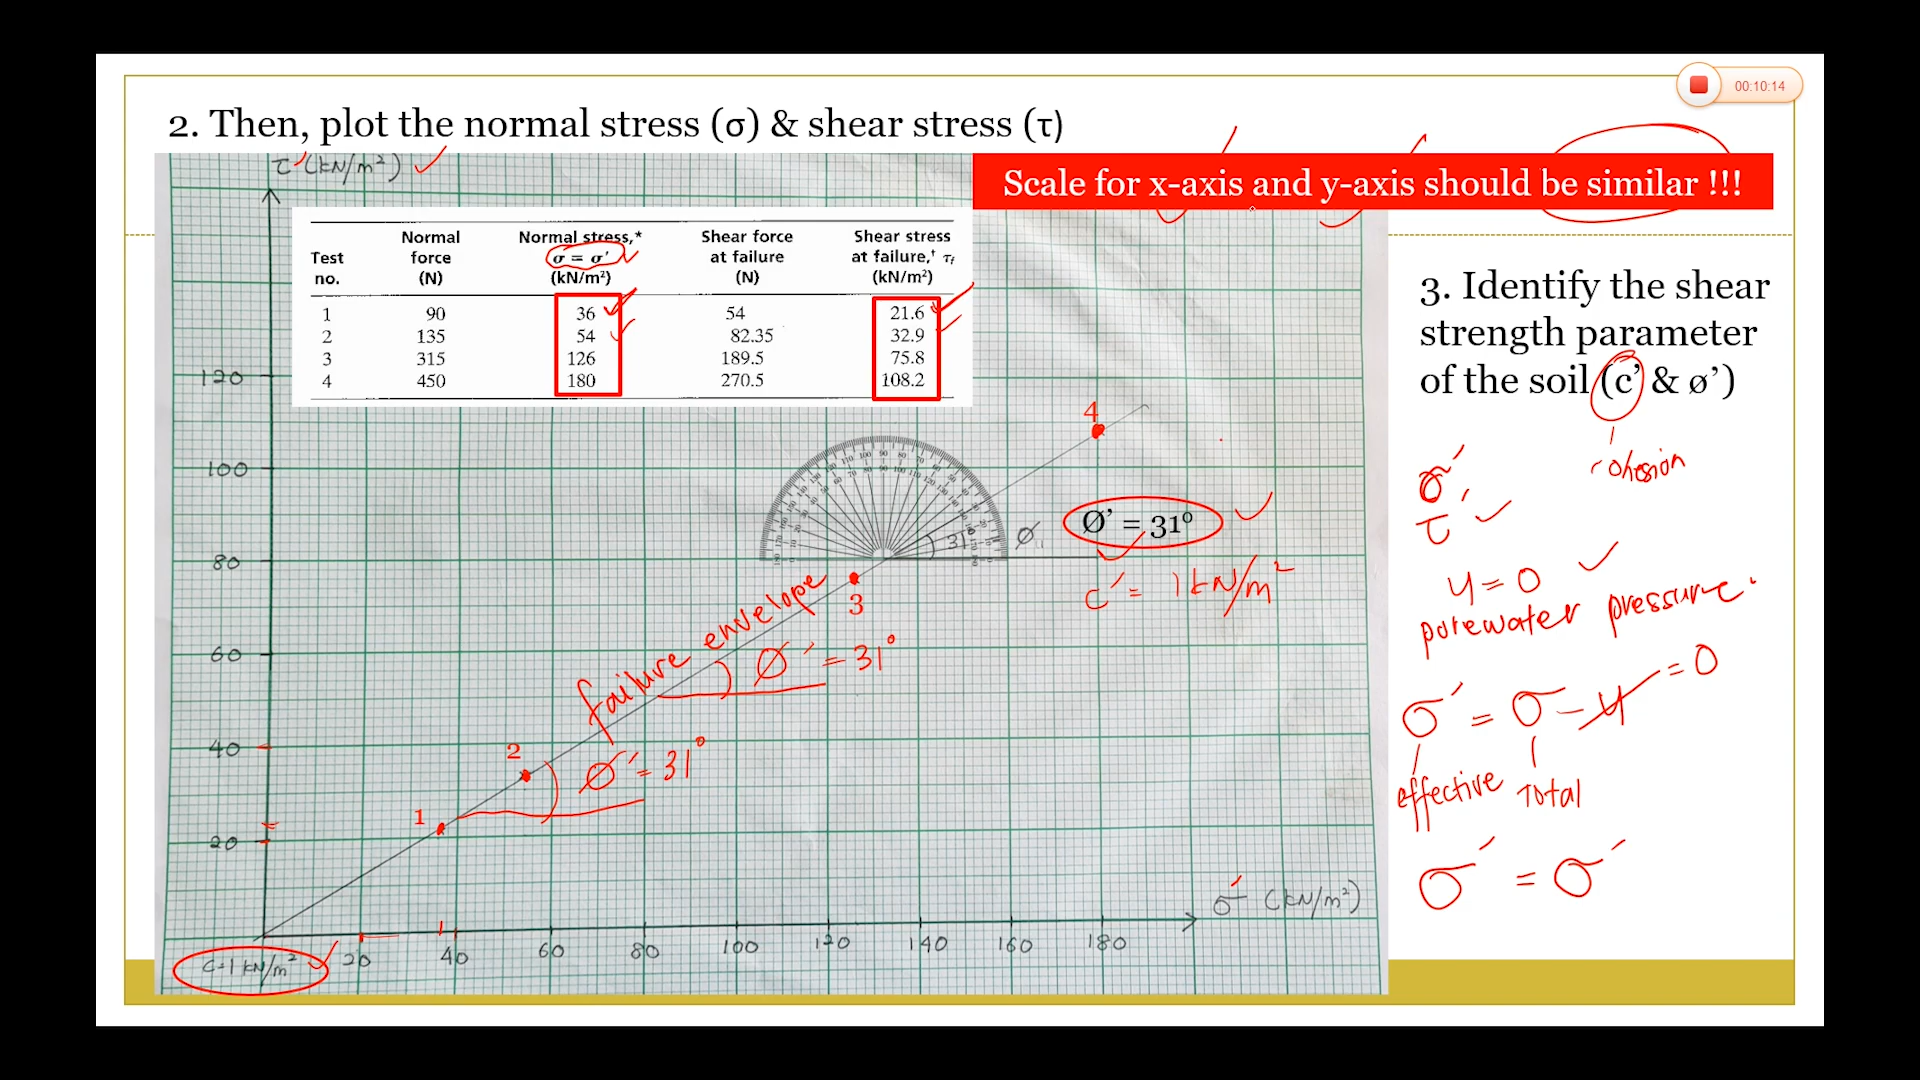 00:10:14
2. Then, plot the normal stress (σ) & shear stress (τ)
Scale for x-axis and y-axis should be similar !!!
τ' (kN/m²)
Test no. Normal force (N) Normal stress,* σ = σ' (kN/m²) Shear force at failure (N) Shear stress at failure,† τf (kN/m²)
1 90 36 54 21.6
2 135 54 82.35 32.9
3 315 126 189.5 75.8
4 450 180 270.5 108.2
3. Identify the shear
strength parameter
of the soil (c' & ø')
cohesion
σ'
τ'
u = 0
porewater pressure
σ' = σ - u = 0
effective Total
σ' = σ'
120
100
80
60
40
20
4
3
2
1
31°
Ø
Ø' = 31º
c' = 1 kN/m²
failure envelope
Ø' = 31°
Ø' = 31°
σ' (kN/m²)
C=1 kN/m²
20 40 60 80 100 120 140 160 180